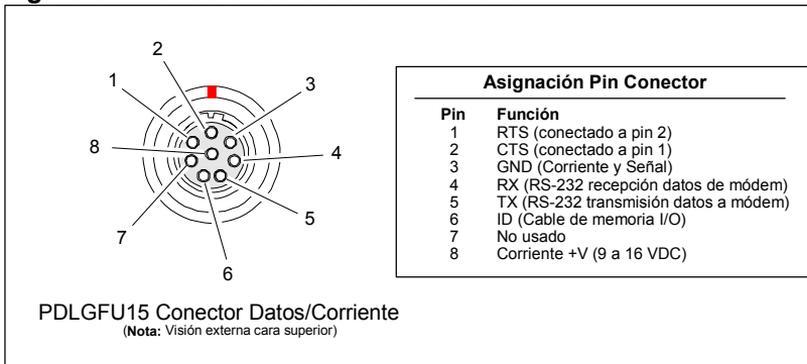 2
1
3
8
4
5
7
6
PDLGFU15 Conector Datos/Corriente
(Nota: Visión externa cara superior)
Asignación Pin Conector
Pin Función
1 RTS (conectado a pin 2)
2 CTS (conectado a pin 1)
3 GND (Corriente y Señal)
4 RX (RS-232 recepción datos de módem)
5 TX (RS-232 transmisión datos a módem)
6 ID (Cable de memoria I/O)
7 No usado
8 Corriente +V (9 a 16 VDC)